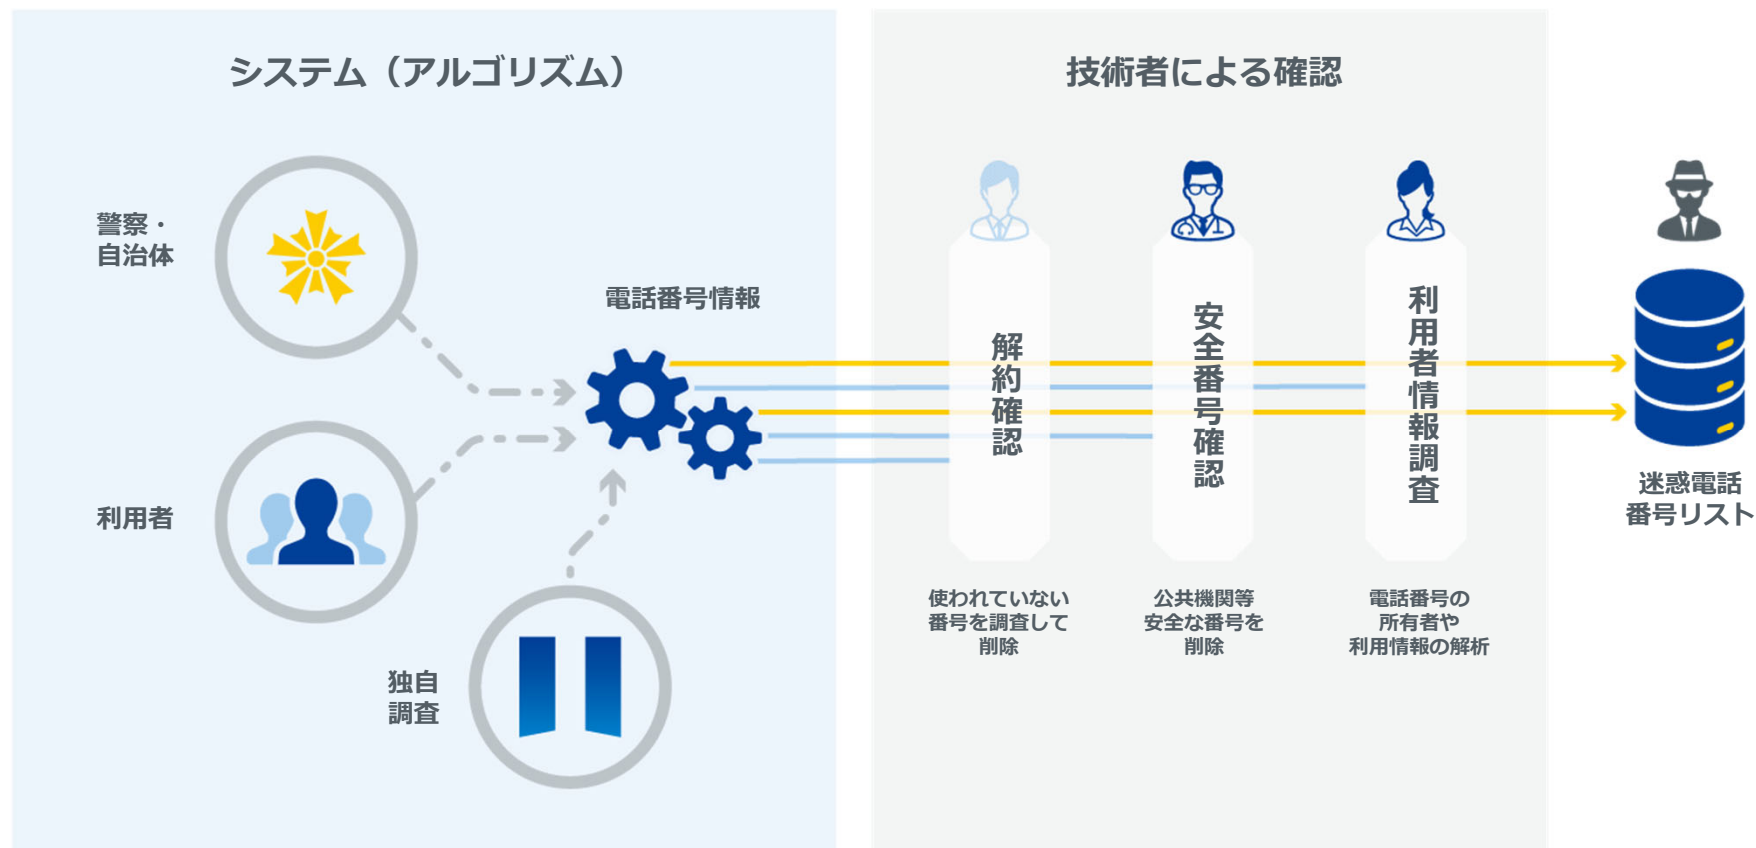 システム（アルゴリズム）
警察・
自治体
利用者
独自
調査
電話番号情報
技術者による確認
解約確認
使われていない
番号を調査して
削除
安全番号確認
公共機関等
安全な番号を
削除
利用者情報調査
電話番号の
所有者や
利用情報の解析
迷惑電話
番号リスト